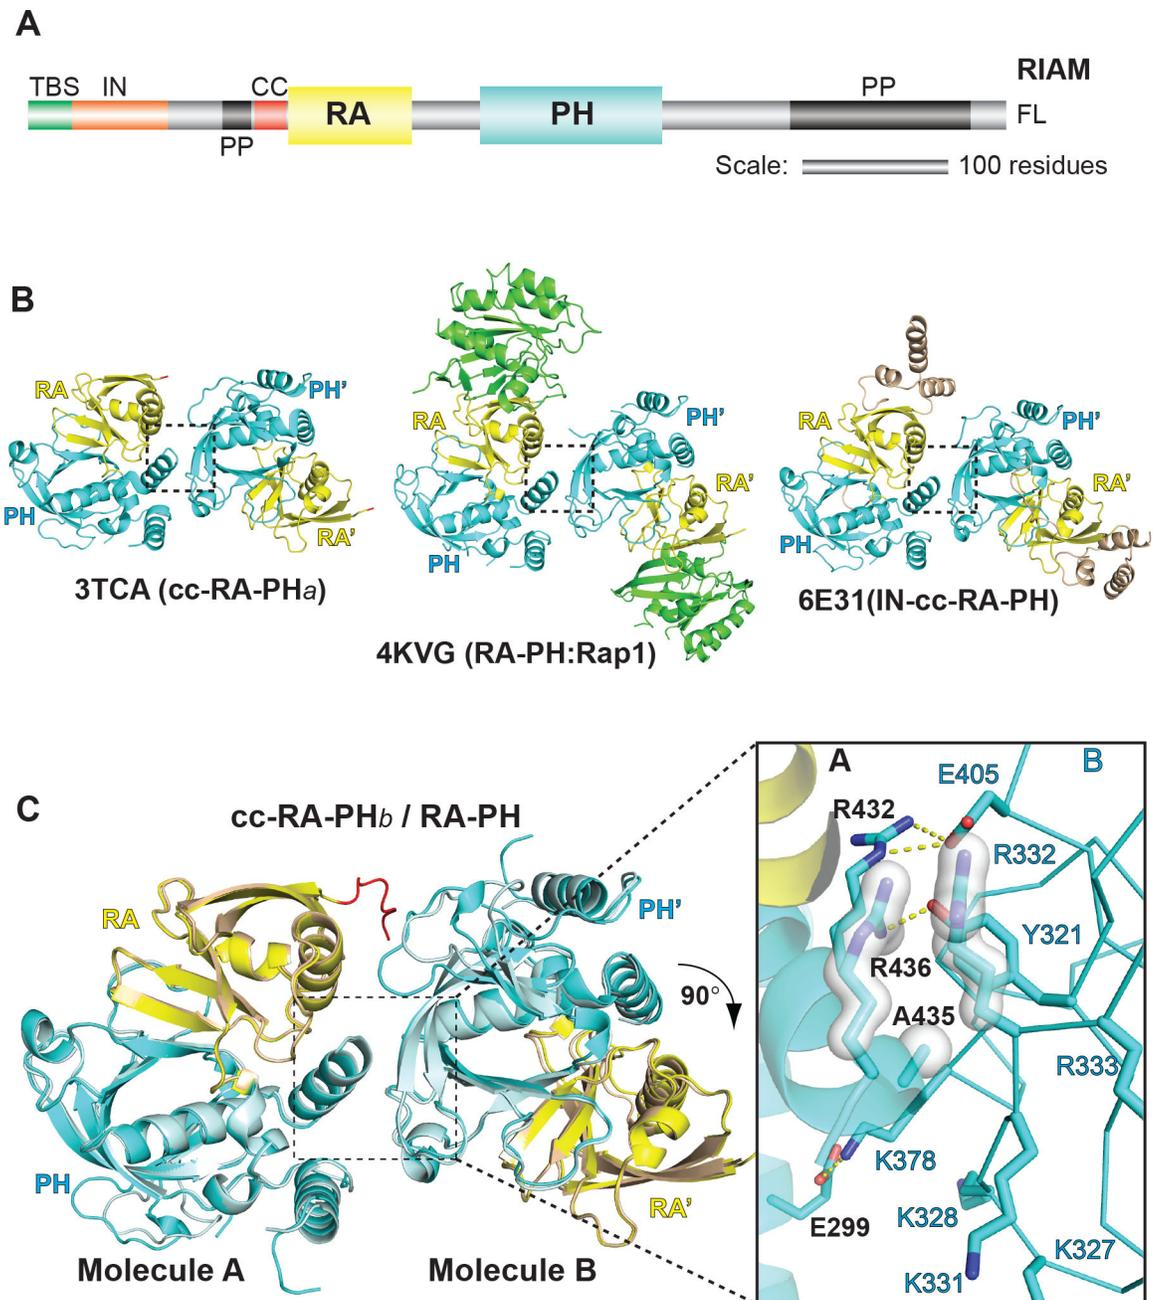 A
TBS IN CC RIAM
RA PH PP FL
PP
Scale: 100 residues
B
RA PH’ RA PH’ RA PH’
PH RA’ PH RA’ PH RA’
3TCA (cc-RA-PHa)
4KVG (RA-PH:Rap1)
6E31(IN-cc-RA-PH)
C
cc-RA-PHb / RA-PH
RA PH’
90°
PH RA’
Molecule A Molecule B
A B
E405
R432
R332
Y321
R436
A435
R333
K378
K328
E299
K327
K331